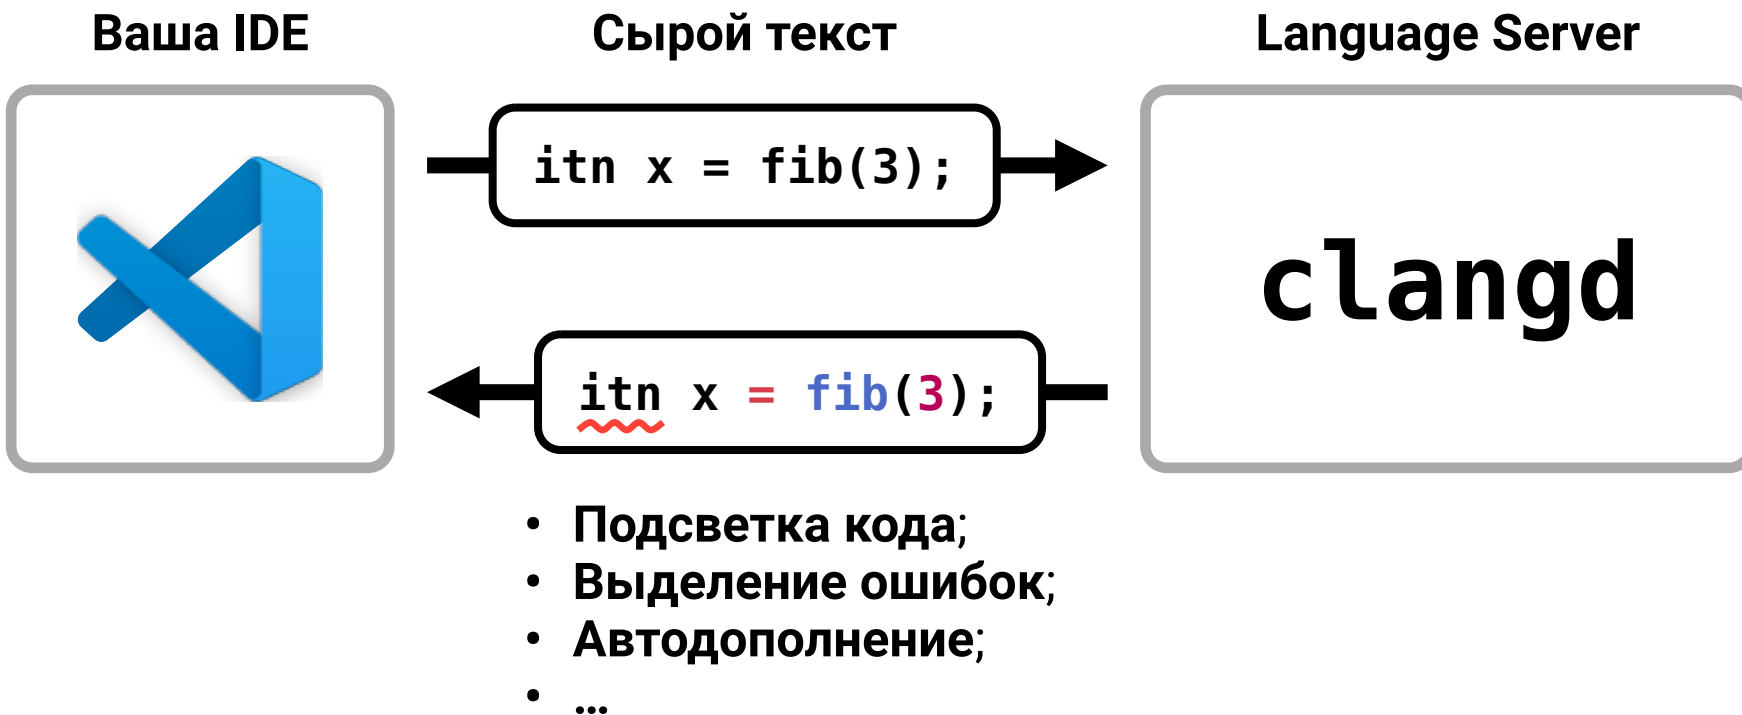 Ваша IDE
Сырой текст
Language Server
itn x = fib(3);
clangd
itn x = fib(3);
• Подсветка кода;
• Выделение ошибок;
• Автодополнение;
• …